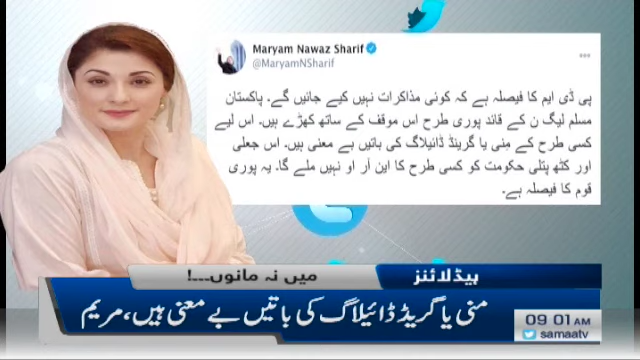 Maryam Nawaz Sharif
@MaryamNSharif
پی ڈی ایم کا فیصلہ ہے کہ کوئی مذاکرات نہیں کیے جائیں گے۔ پاکستان
مسلم لیگ ن کے قائد پوری طرح اس موقف کے ساتھ کھڑے ہیں۔ اس لیے
کسی طرح کے مِنی یا گرینڈ ڈائیلاگ کی باتیں بے معنی ہیں۔ اس جعلی
اور کٹھ پتلی حکومت کو کسی طرح کا این آر او نہیں ملے گا۔ یہ پوری
قوم کا فیصلہ ہے۔
ہیڈلائنز
میں نہ مانوں...!
منی یا گریڈ ڈائیلاگ کی باتیں بے معنی ہیں، مریم
09 01 AM
samaatv